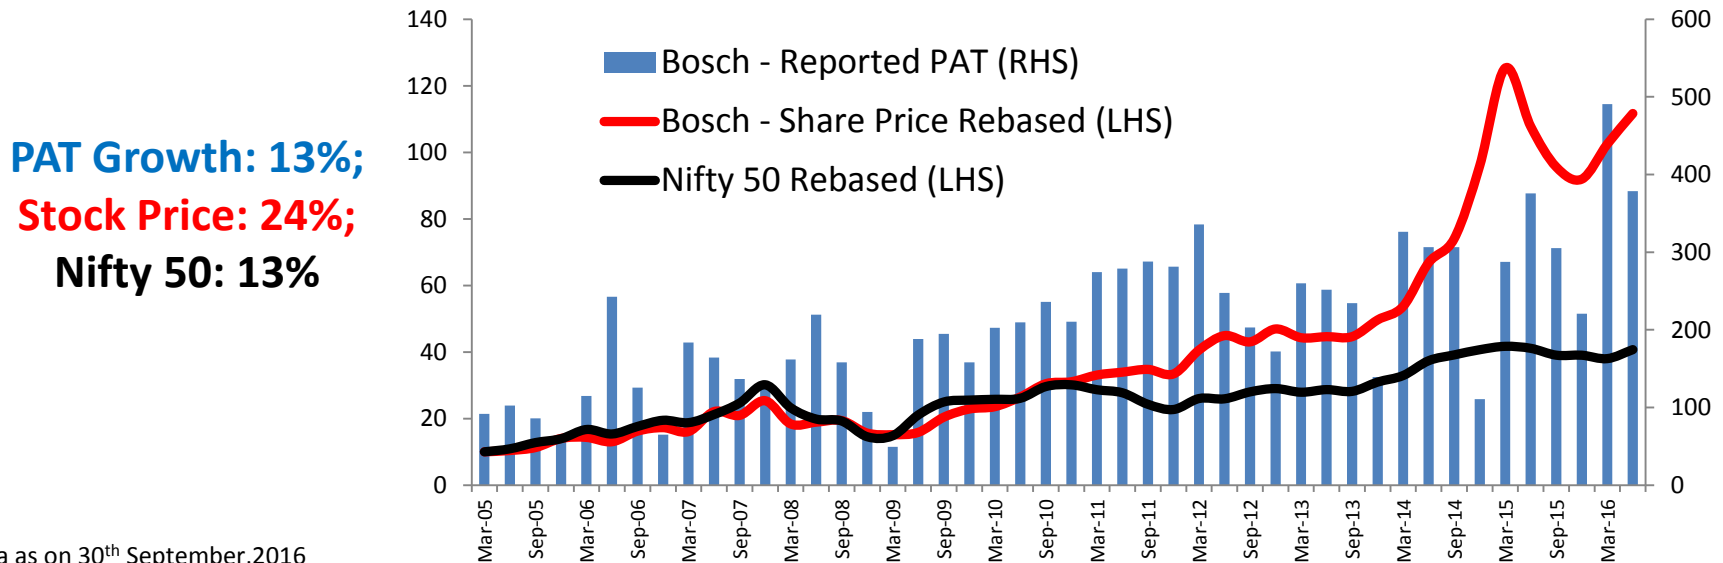 PAT Growth: 13%;
Stock Price: 24%;
Nifty 50: 13%
140
120
100
80
60
40
20
0
Bosch - Reported PAT (RHS)
Bosch - Share Price Rebased (LHS)
Nifty 50 Rebased (LHS)
600
500
400
300
200
100
0
Mar-05
Sep-05
Mar-06
Sep-06
Mar-07
Sep-07
Mar-08
Sep-08
Mar-09
Sep-09
Mar-10
Sep-10
Mar-11
Sep-11
Mar-12
Sep-12
Mar-13
Sep-13
Mar-14
Sep-14
Mar-15
Sep-15
Mar-16
as on 30th September,2016